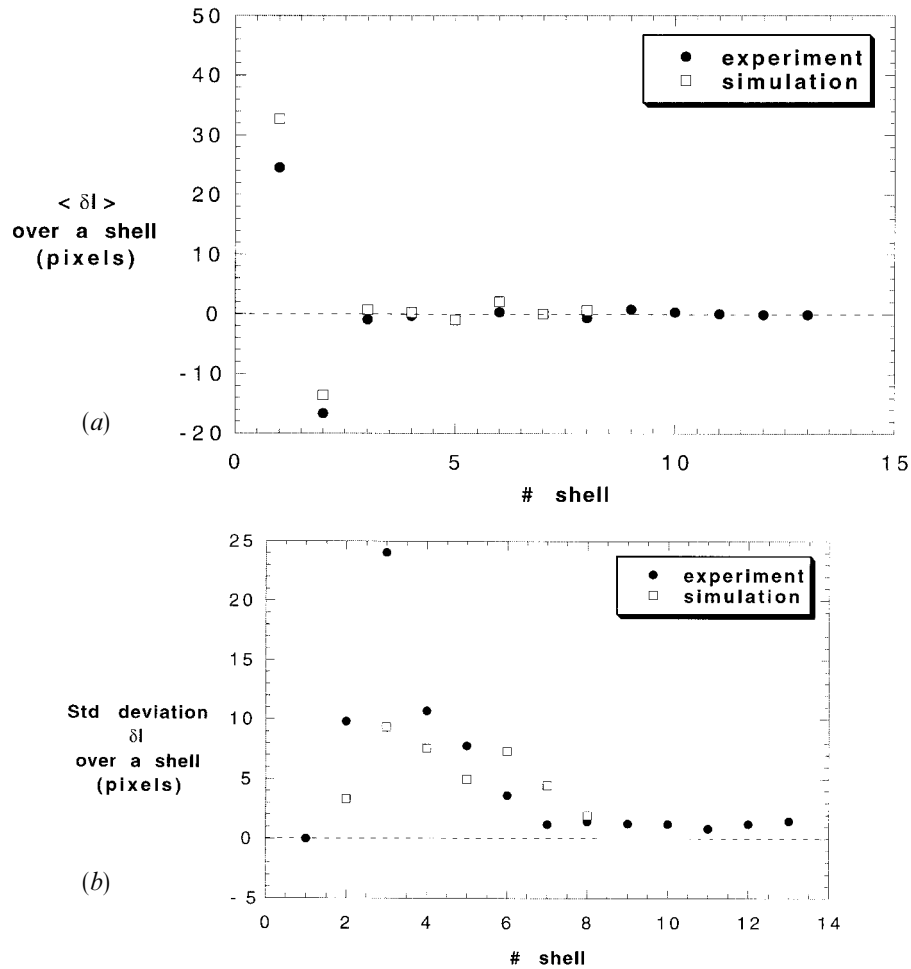 50
40
30
20
10
0
-10
-20
< δl >
over a shell
(pixels)
experiment
simulation
(a)
0 5 10 15
# shell
25
20
15
10
5
0
-5
Std deviation
δl
over a shell
(pixels)
experiment
simulation
(b)
0 2 4 6 8 10 12 14
# shell